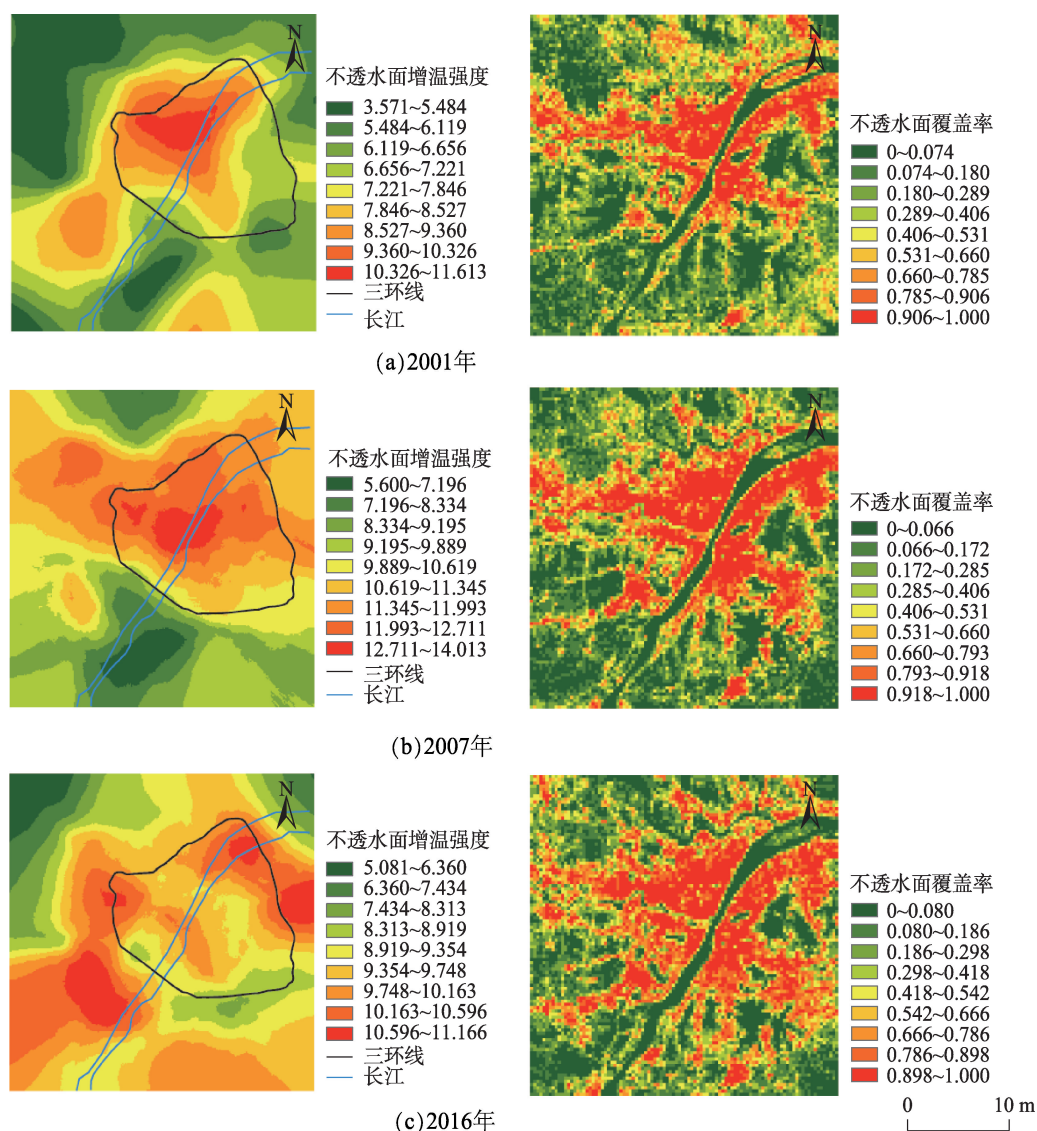 N
不透水面增温强度
3.571~5.484
5.484~6.119
6.119~6.656
6.656~7.221
7.221~7.846
7.846~8.527
8.527~9.360
9.360~10.326
10.326~11.613
三环线
长江
N
不透水面覆盖率
0~0.074
0.074~0.180
0.180~0.289
0.289~0.406
0.406~0.531
0.531~0.660
0.660~0.785
0.785~0.906
0.906~1.000
(a)2001年
N
不透水面增温强度
5.600~7.196
7.196~8.334
8.334~9.195
9.195~9.889
9.889~10.619
10.619~11.345
11.345~11.993
11.993~12.711
12.711~14.013
三环线
长江
N
不透水面覆盖率
0~0.066
0.066~0.172
0.172~0.285
0.285~0.406
0.406~0.531
0.531~0.660
0.660~0.793
0.793~0.918
0.918~1.000
(b)2007年
N
不透水面增温强度
5.081~6.360
6.360~7.434
7.434~8.313
8.313~8.919
8.919~9.354
9.354~9.748
9.748~10.163
10.163~10.596
10.596~11.166
三环线
长江
N
不透水面覆盖率
0~0.080
0.080~0.186
0.186~0.298
0.298~0.418
0.418~0.542
0.542~0.666
0.666~0.786
0.786~0.898
0.898~1.000
0 10 m
(c)2016年